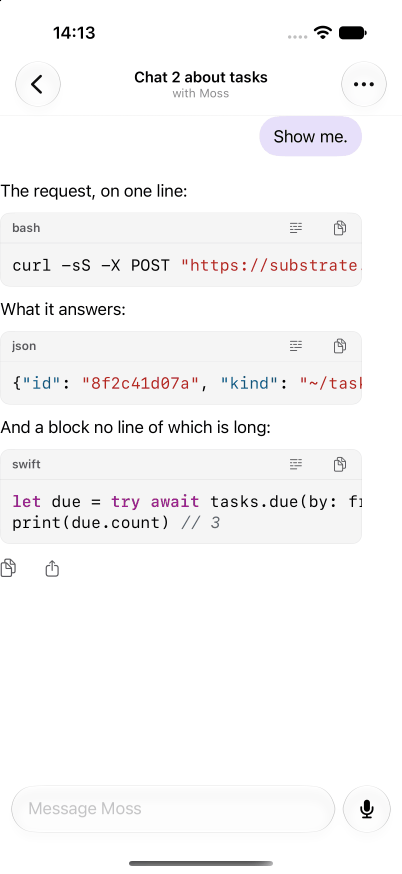 14:13
Chat 2 about tasks
with Moss
Show me.
The request, on one line:
bash
curl -sS -X POST "https://substrate.
What it answers:
json
{"id": "8f2c41d07a", "kind": "~/task
And a block no line of which is long:
swift
let due = try await tasks.due(by: fr
print(due.count) // 3
Message Moss